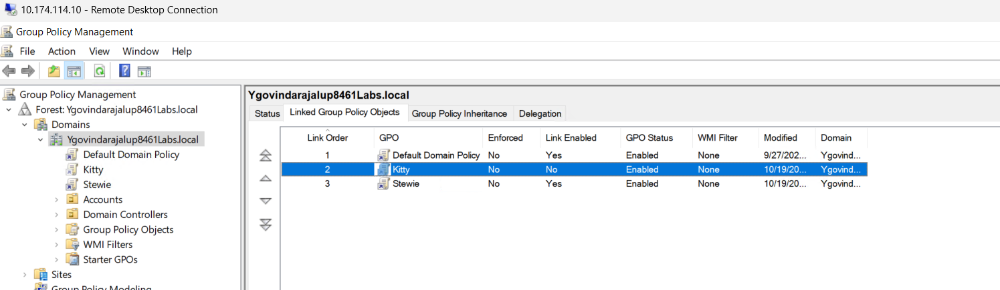 10.174.114.10 - Remote Desktop Connection
Group Policy Management
File Action View Window Help
Group Policy Management
Forest: Ygovindarajalup8461Labs.local
Domains
Ygovindarajalup8461Labs.local
Default Domain Policy
Kitty
Stewie
Accounts
Domain Controllers
Group Policy Objects
WMI Filters
Starter GPOs
Sites
Group Policy Modeling
Ygovindarajalup8461Labs.local
Status Linked Group Policy Objects Group Policy Inheritance Delegation
Link Order GPO Enforced Link Enabled GPO Status WMI Filter Modified Domain
1 Default Domain Policy No Yes Enabled None 9/27/202... Ygovind...
2 Kitty No No Enabled None 10/19/20... Ygovind...
3 Stewie No Yes Enabled None 10/19/20... Ygovind...